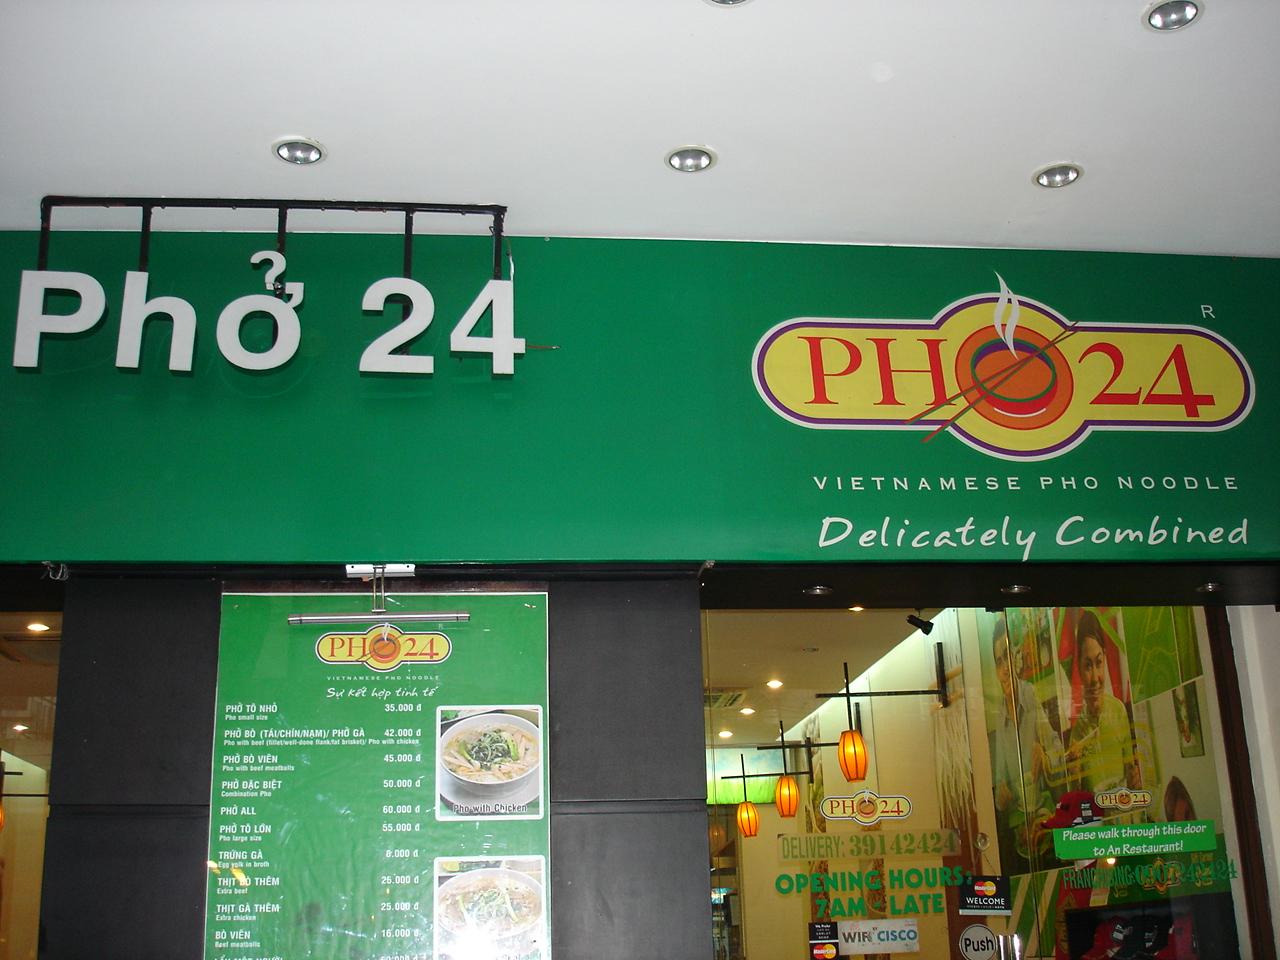 Phở 24
PHO 24
R
VIETNAMESE PHO NOODLE
Delicately Combined
PHO 24
R
VIETNAMESE PHO NOODLE
Sự kết hợp tinh tế
PHỞ TÔ NHỎ 35.000 đ
Pho small size
PHỞ BÒ (TÁI/CHÍN/NẠM)/ PHỞ GÀ 42.000 đ
Pho with beef (fillet/well-done flank/fat brisket)/ Pho with chicken
PHỞ BÒ VIÊN 45.000 đ
Pho with beef meatballs
PHỞ ĐẶC BIỆT 50.000 đ
Combination Pho
PHỞ ALL 60.000 đ
PHỞ TÔ LỚN 55.000 đ
Pho large size
TRỨNG GÀ 8.000 đ
Egg yolk in broth
THỊT BÒ THÊM 25.000 đ
Extra beef
THỊT GÀ THÊM 25.000 đ
Extra chicken
BÒ VIÊN 16.000 đ
Beef meatballs
Pho with Chicken
PHO 24
DELIVERY: 39142424
OPENING HOURS:
7AM - LATE
WIFI CISCO
MasterCard
WELCOME
Push
PHO 24
Please walk through this door
to An Restaurant!
FRANCHISING: